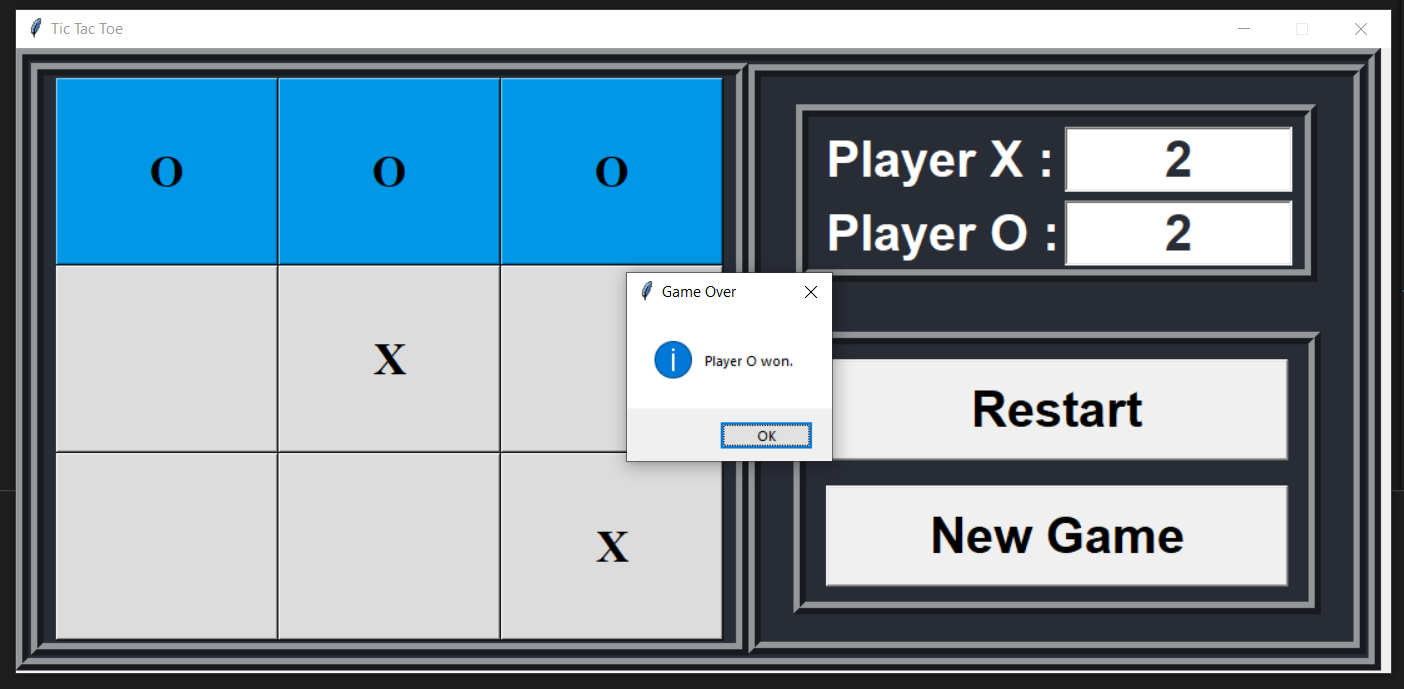 Tic Tac Toe
O O O
Player X : 2
Player O : 2
Game Over
Player O won.
OK
X
X
Restart
New Game